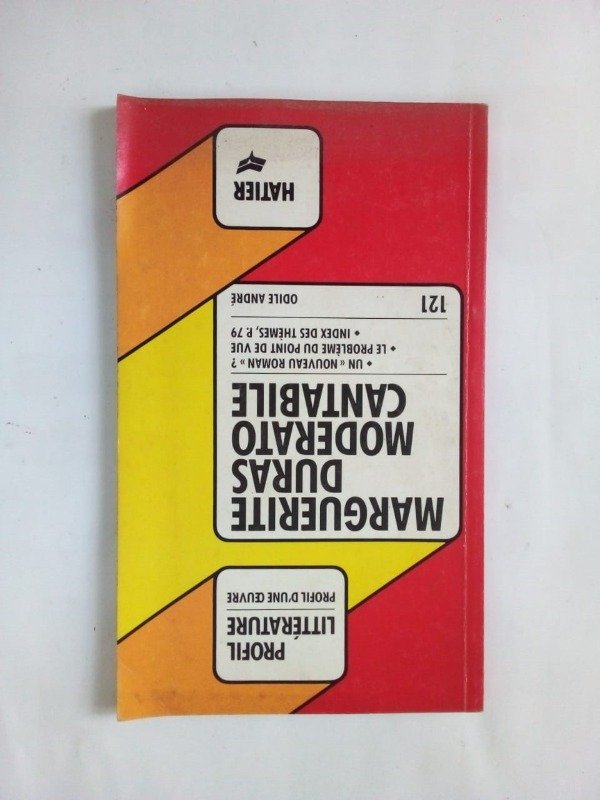 PROFIL
LITTÉRATURE
PROFIL D'UNE ŒUVRE
MARGUERITE
DURAS
MODERATO
CANTABILE
♦ UN « NOUVEAU ROMAN » ?
♦ LE PROBLÈME DU POINT DE VUE
♦ INDEX DES THÈMES, P. 79
121
ODILE ANDRÉ
HATIER